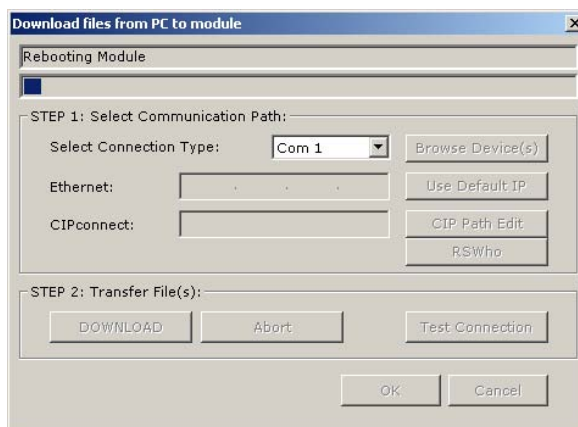 Download files from PC to module
Rebooting Module
STEP 1: Select Communication Path:
Select Connection Type: Com 1 Browse Device(s)
Ethernet: . . . Use Default IP
CIPconnect: CIP Path Edit
RSWho
STEP 2: Transfer File(s):
DOWNLOAD Abort Test Connection
OK Cancel